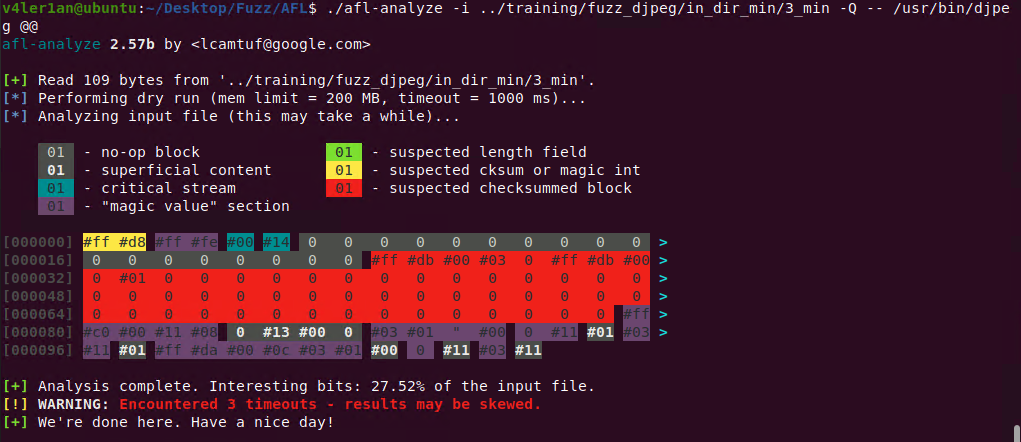 v4ler1an@ubuntu:~/Desktop/Fuzz/AFL$ ./afl-analyze -i ../training/fuzz_djpeg/in_dir_min/3_min -Q -- /usr/bin/djpe
g @@
afl-analyze 2.57b by <lcamtuf@google.com>
[+] Read 109 bytes from '../training/fuzz_djpeg/in_dir_min/3_min'.
[*] Performing dry run (mem limit = 200 MB, timeout = 1000 ms)...
[*] Analyzing input file (this may take a while)...
01 - no-op block 01 - suspected length field
01 - superficial content 01 - suspected cksum or magic int
01 - critical stream 01 - suspected checksummed block
01 - "magic value" section
[000000] #ff #d8 #ff #fe #00 #14 0 0 0 0 0 0 0 0 0 0 >
[000016] 0 0 0 0 0 0 0 0 #ff #db #00 #03 0 #ff #db #00 >
[000032] 0 #01 0 0 0 0 0 0 0 0 0 0 0 0 0 0 >
[000048] 0 0 0 0 0 0 0 0 0 0 0 0 0 0 0 0 >
[000064] 0 0 0 0 0 0 0 0 0 0 0 0 0 0 0 #ff >
[000080] #c0 #00 #11 #08 0 #13 #00 0 #03 #01 " #00 0 #11 #01 #03 >
[000096] #11 #01 #ff #da #00 #0c #03 #01 #00 0 #11 #03 #11
[+] Analysis complete. Interesting bits: 27.52% of the input file.
[!] WARNING: Encountered 3 timeouts - results may be skewed.
[+] We're done here. Have a nice day!